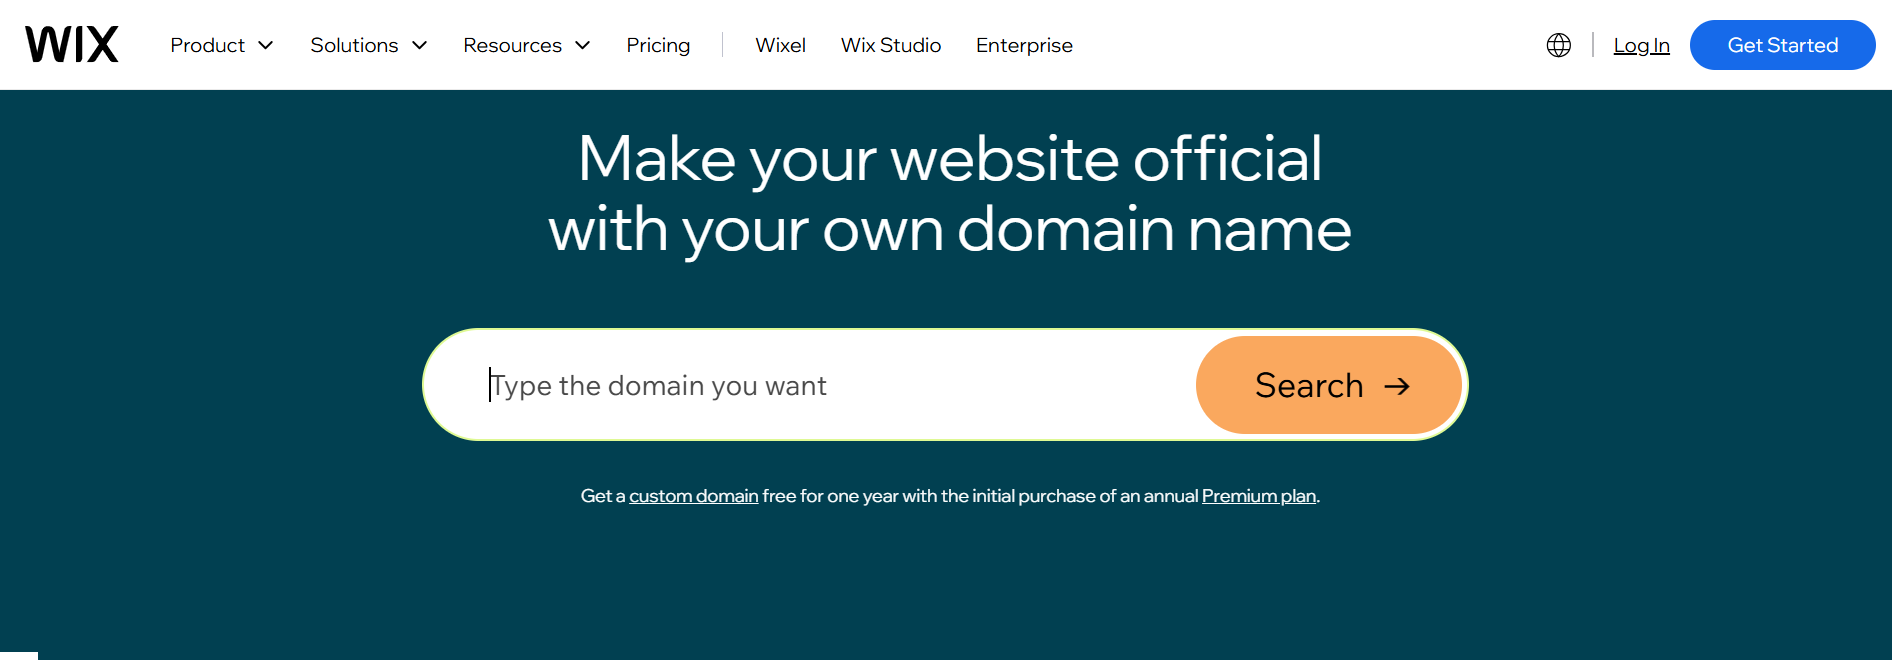 WIX Product Solutions Resources Pricing Wixel Wix Studio Enterprise Log In Get Started
Make your website official
with your own domain name
Type the domain you want Search →
Get a custom domain free for one year with the initial purchase of an annual Premium plan.